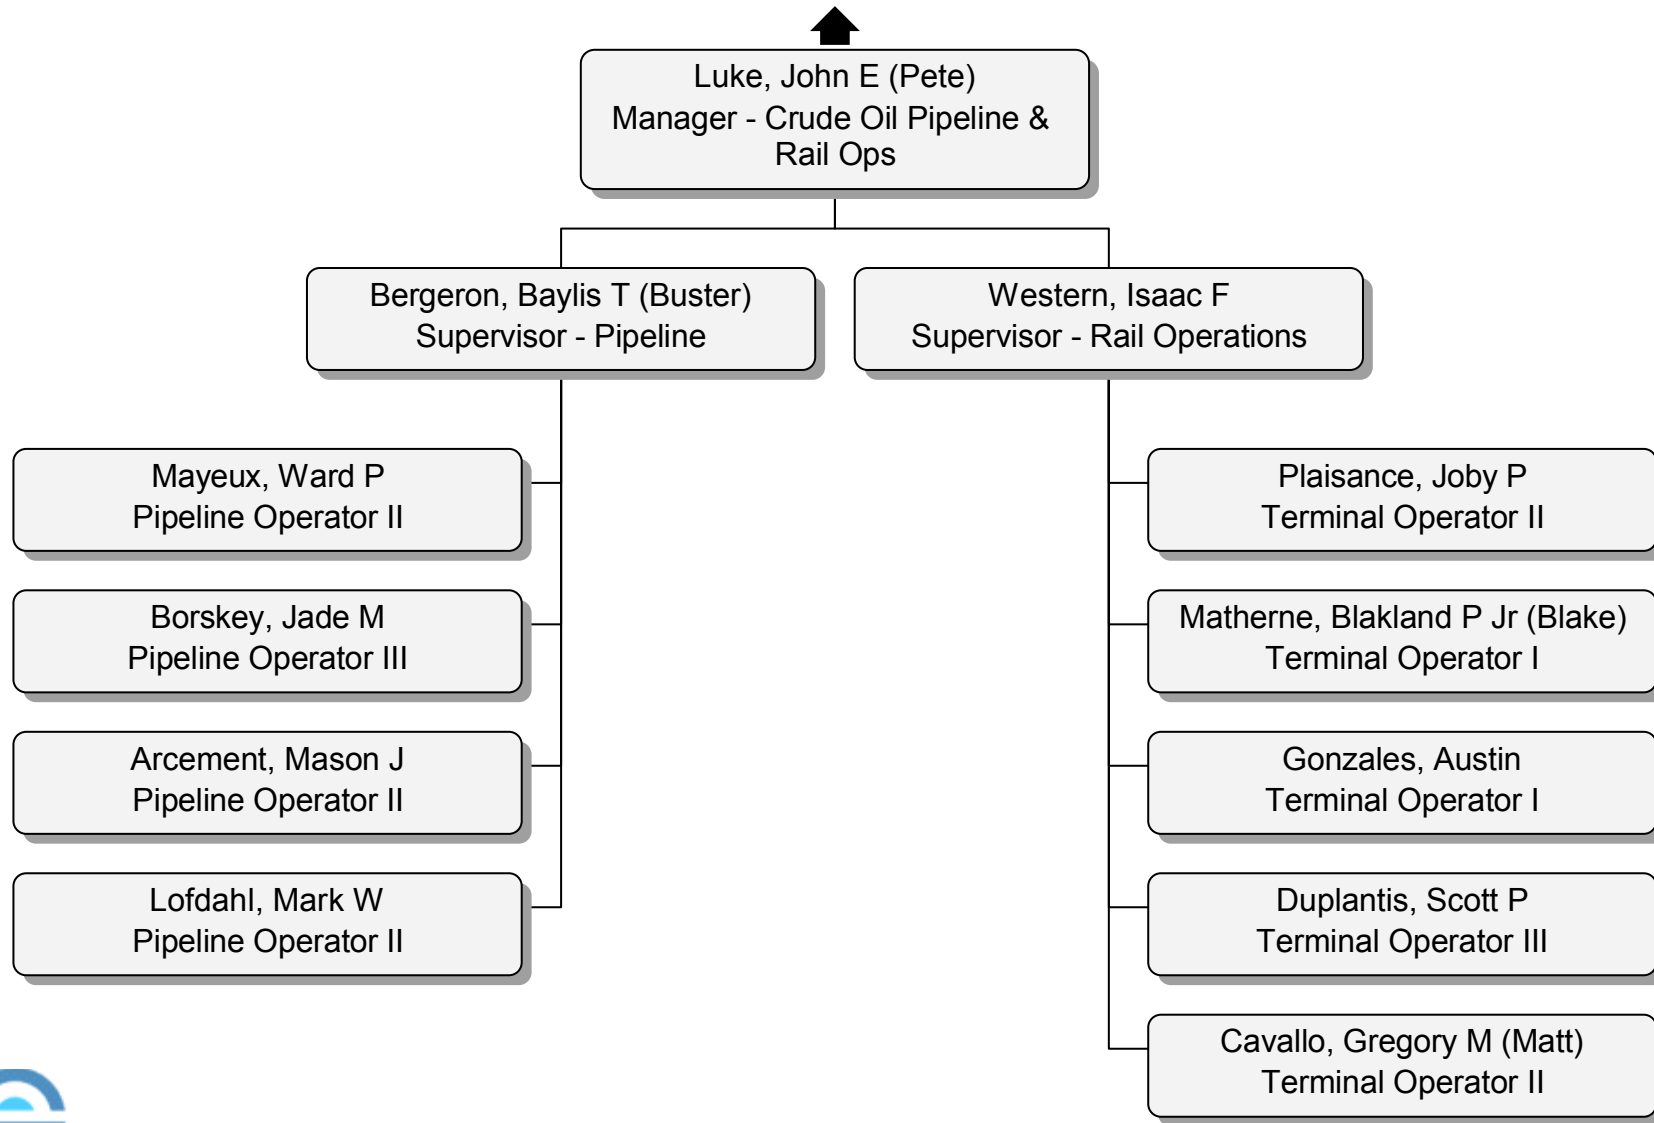 Luke, John E (Pete)
Manager - Crude Oil Pipeline &
Rail Ops
Bergeron, Baylis T (Buster)
Supervisor - Pipeline
Western, Isaac F
Supervisor - Rail Operations
Mayeux, Ward P
Pipeline Operator II
Borskey, Jade M
Pipeline Operator III
Arcement, Mason J
Pipeline Operator II
Lofdahl, Mark W
Pipeline Operator II
Plaisance, Joby P
Terminal Operator II
Matherne, Blakland P Jr (Blake)
Terminal Operator I
Gonzales, Austin
Terminal Operator I
Duplantis, Scott P
Terminal Operator III
Cavallo, Gregory M (Matt)
Terminal Operator II